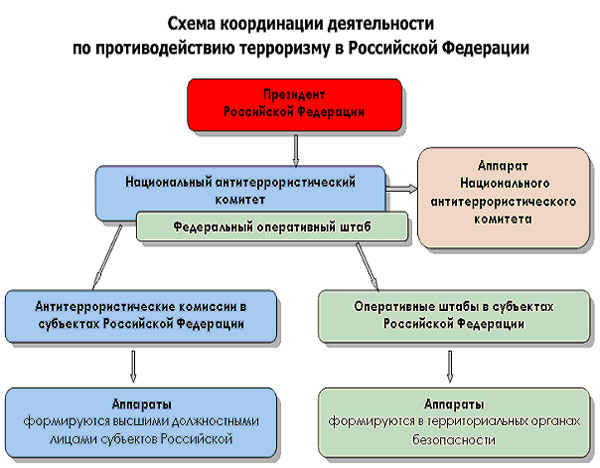 Схема координации деятельности
по противодействию терроризму в Российской Федерации
Президент
Российской Федерации
Национальный антитеррористический
комитет
Федеральный оперативный штаб
Аппарат
Национального
антитеррористического
комитета
Антитеррористические комиссии в
субъектах Российской Федерации
Оперативные штабы в субъектах
Российской Федерации
Аппараты
формируются высшими должностными
лицами субъектов Российской
Аппараты
формируются в территориальных органах
безопасности